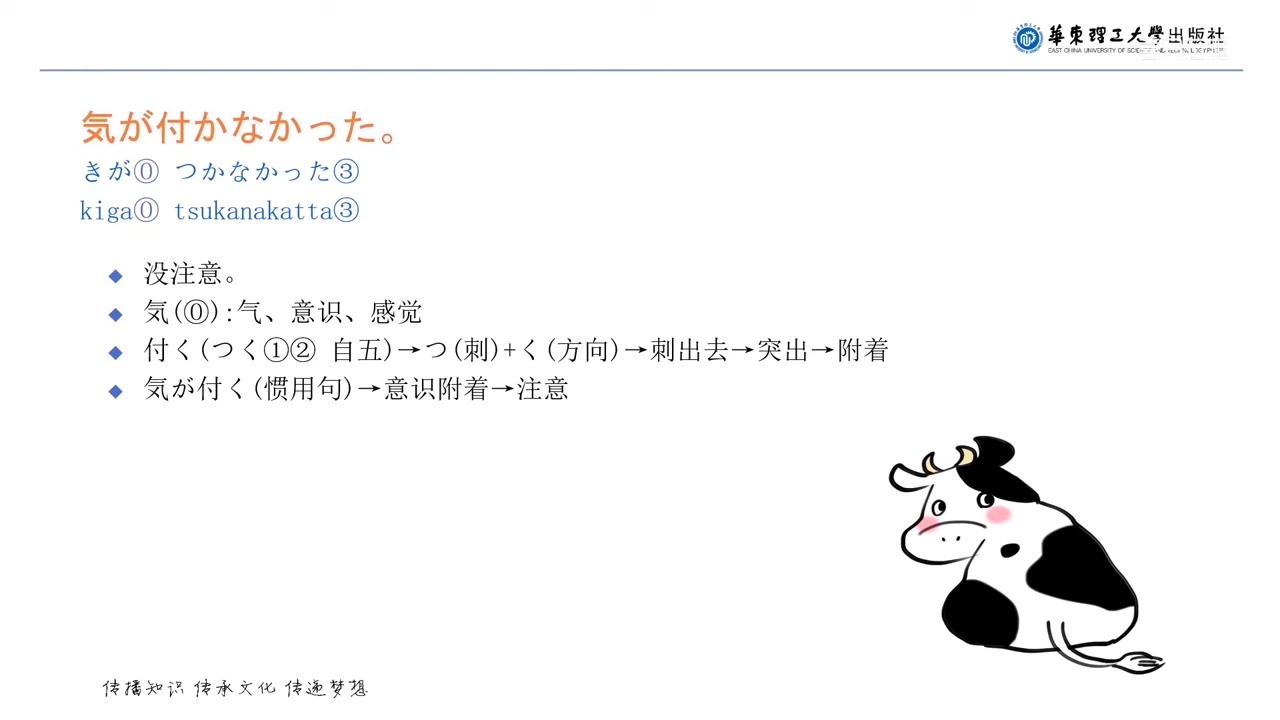 華東理工大學出版社
EAST CHINA UNIVERSITY OF SCIENCE AND
気が付かなかった。
きが⓪ つかなかった③
kiga⓪ tsukanakatta③
◆ 没注意。
◆ 気(⓪):气、意识、感觉
◆ 付く(つく①② 自五)→つ(刺)+く(方向)→刺出去→突出→附着
◆ 気が付く(惯用句)→意识附着→注意
传播知识 传承文化 传递梦想